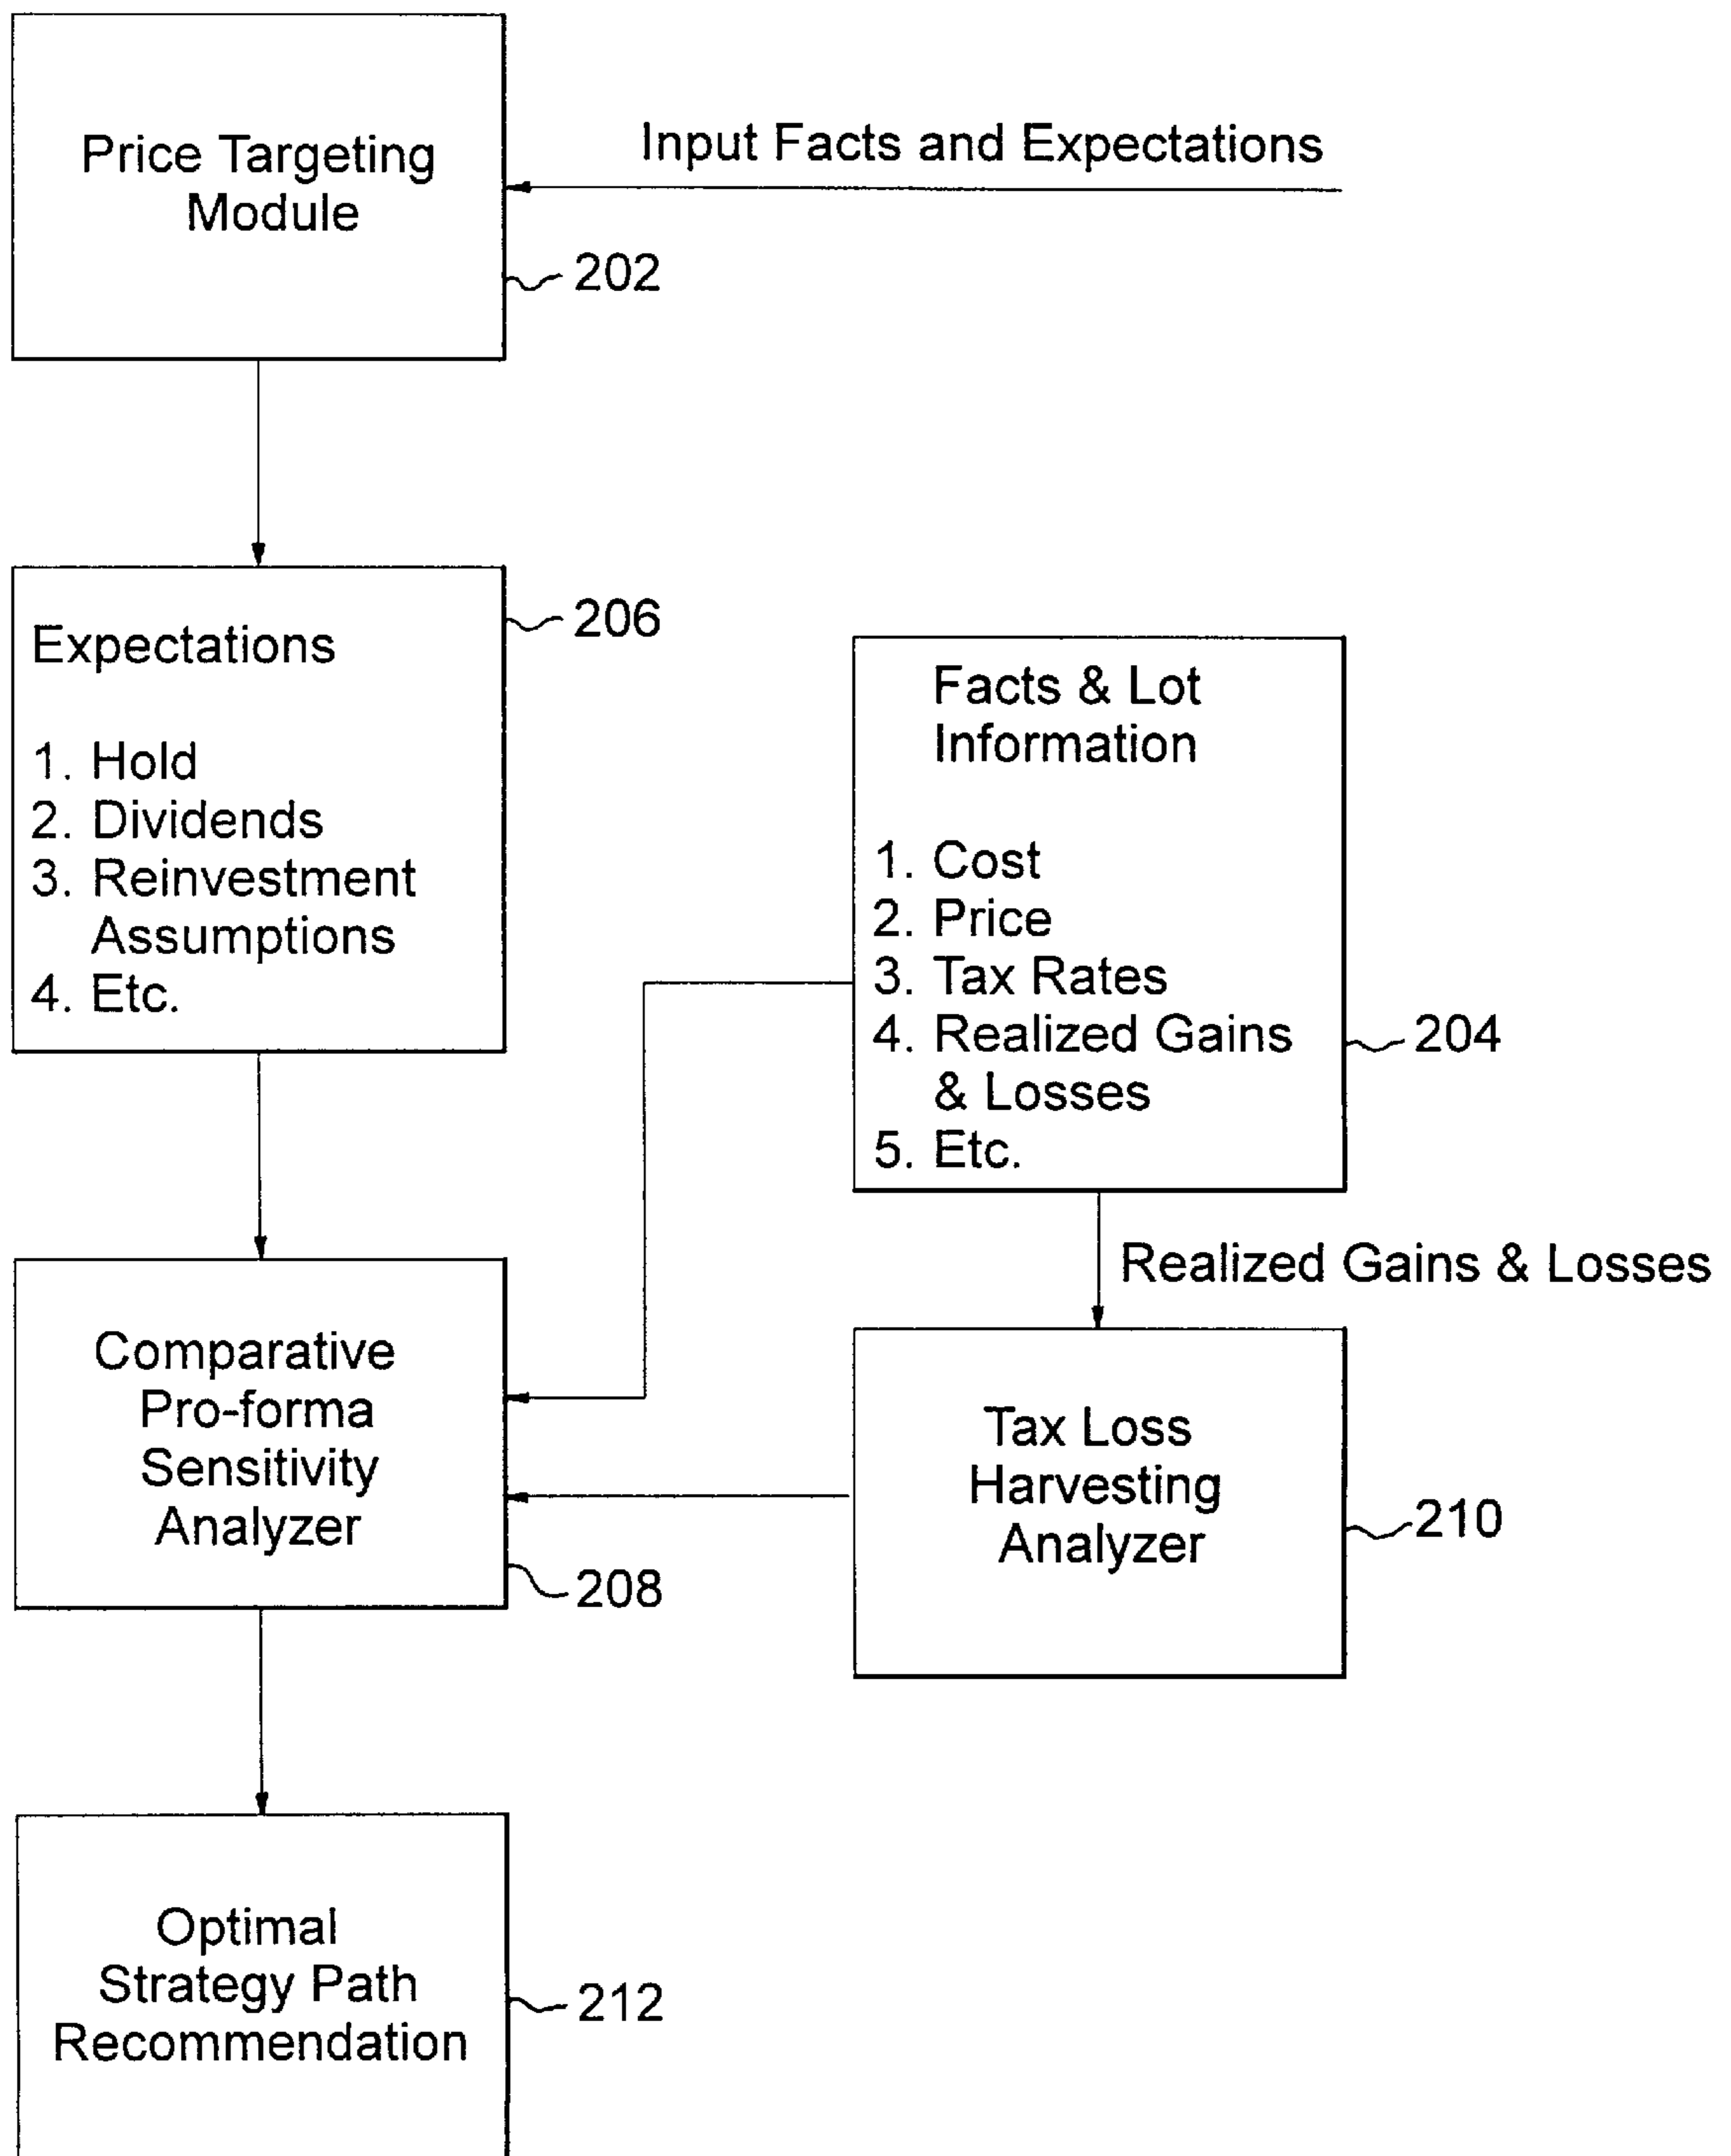 Price Targeting
Module
202
Input Facts and Expectations
Expectations
1. Hold
2. Dividends
3. Reinvestment
Assumptions
4. Etc.
206
Facts & Lot
Information
1. Cost
2. Price
3. Tax Rates
4. Realized Gains
& Losses
5. Etc.
204
Realized Gains & Losses
Comparative
Pro-forma
Sensitivity
Analyzer
208
Tax Loss
Harvesting
Analyzer
210
Optimal
Strategy Path
Recommendation
212